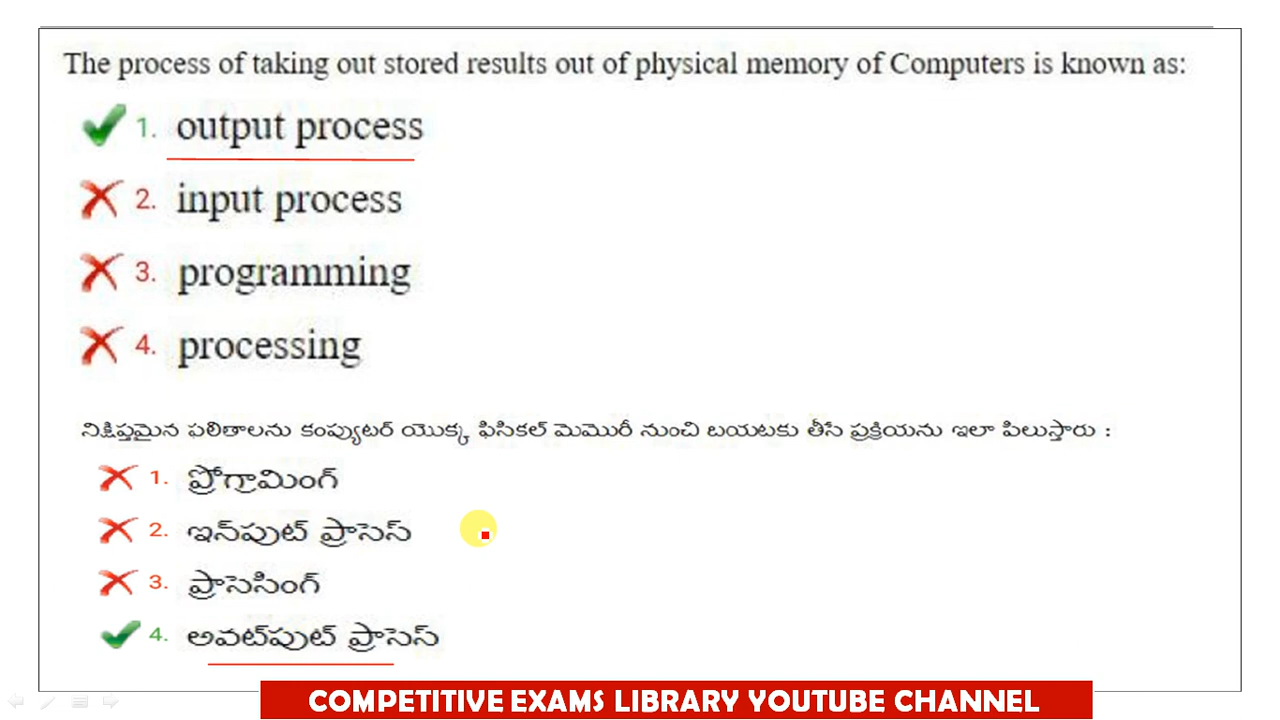 The process of taking out stored results out of physical memory of Computers is known as:
1. output process
2. input process
3. programming
4. processing
నిక్షిప్తమైన ఫలితాలను కంప్యుటర్ యొక్క ఫిసికల్ మెమొరీ నుంచి బయటకు తీసే ప్రక్రియను ఇలా పిలుస్తారు :
1. ప్రోగ్రామింగ్
2. ఇన్‌పుట్ ప్రాసెస్
3. ప్రాసెసింగ్
4. అవట్‌పుట్ ప్రాసెస్
COMPETITIVE EXAMS LIBRARY YOUTUBE CHANNEL